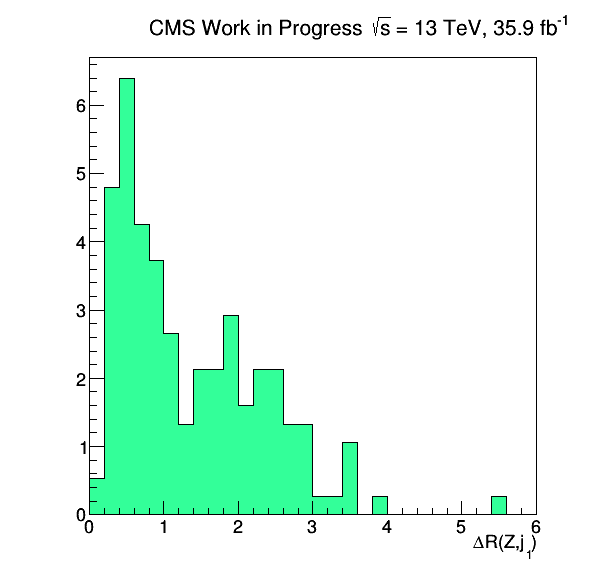 CMS Work in Progress √s = 13 TeV, 35.9 fb⁻¹
6
5
4
3
2
1
0
0 1 2 3 4 5 6
ΔR(Z,j₁)